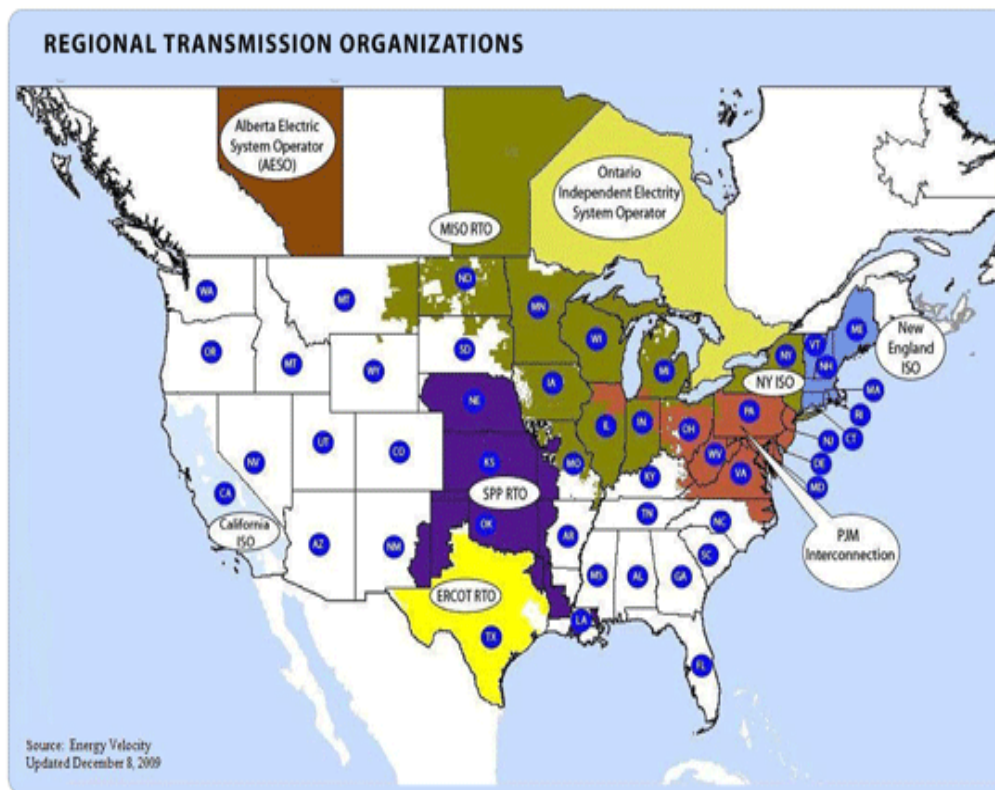 REGIONAL TRANSMISSION ORGANIZATIONS
Alberta Electric
System Operator
(AESO)
Ontario
Independent Electrity
System Operator
MISO RTO
WA
MT
ND
MN
OR
MT
WY
SD
WI
MI
NY
VT
ME
NH
New
England
ISO
NY ISO
MA
RI
CT
NJ
DE
MD
NE
IA
IL
IN
OH
PA
WV
VA
NV
UT
CO
KS
MO
KY
CA
California
ISO
SPP RTO
AZ
NM
OK
AR
TN
NC
SC
PJM
Interconnection
MS
AL
GA
ERCOT RTO
TX
LA
FL
Source: Energy Velocity
Updated December 8, 2009